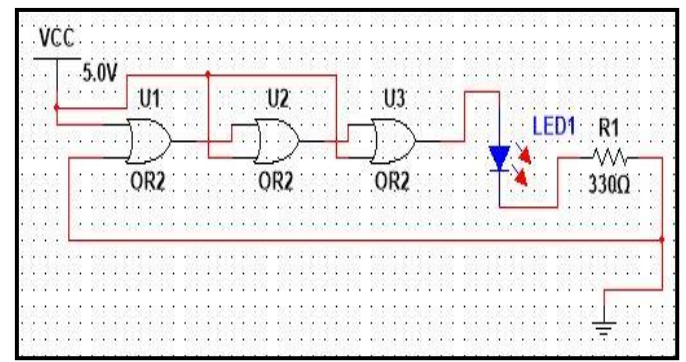 VCC
5.0V
U1
U2
U3
LED1
R1
OR2
OR2
OR2
330Ω